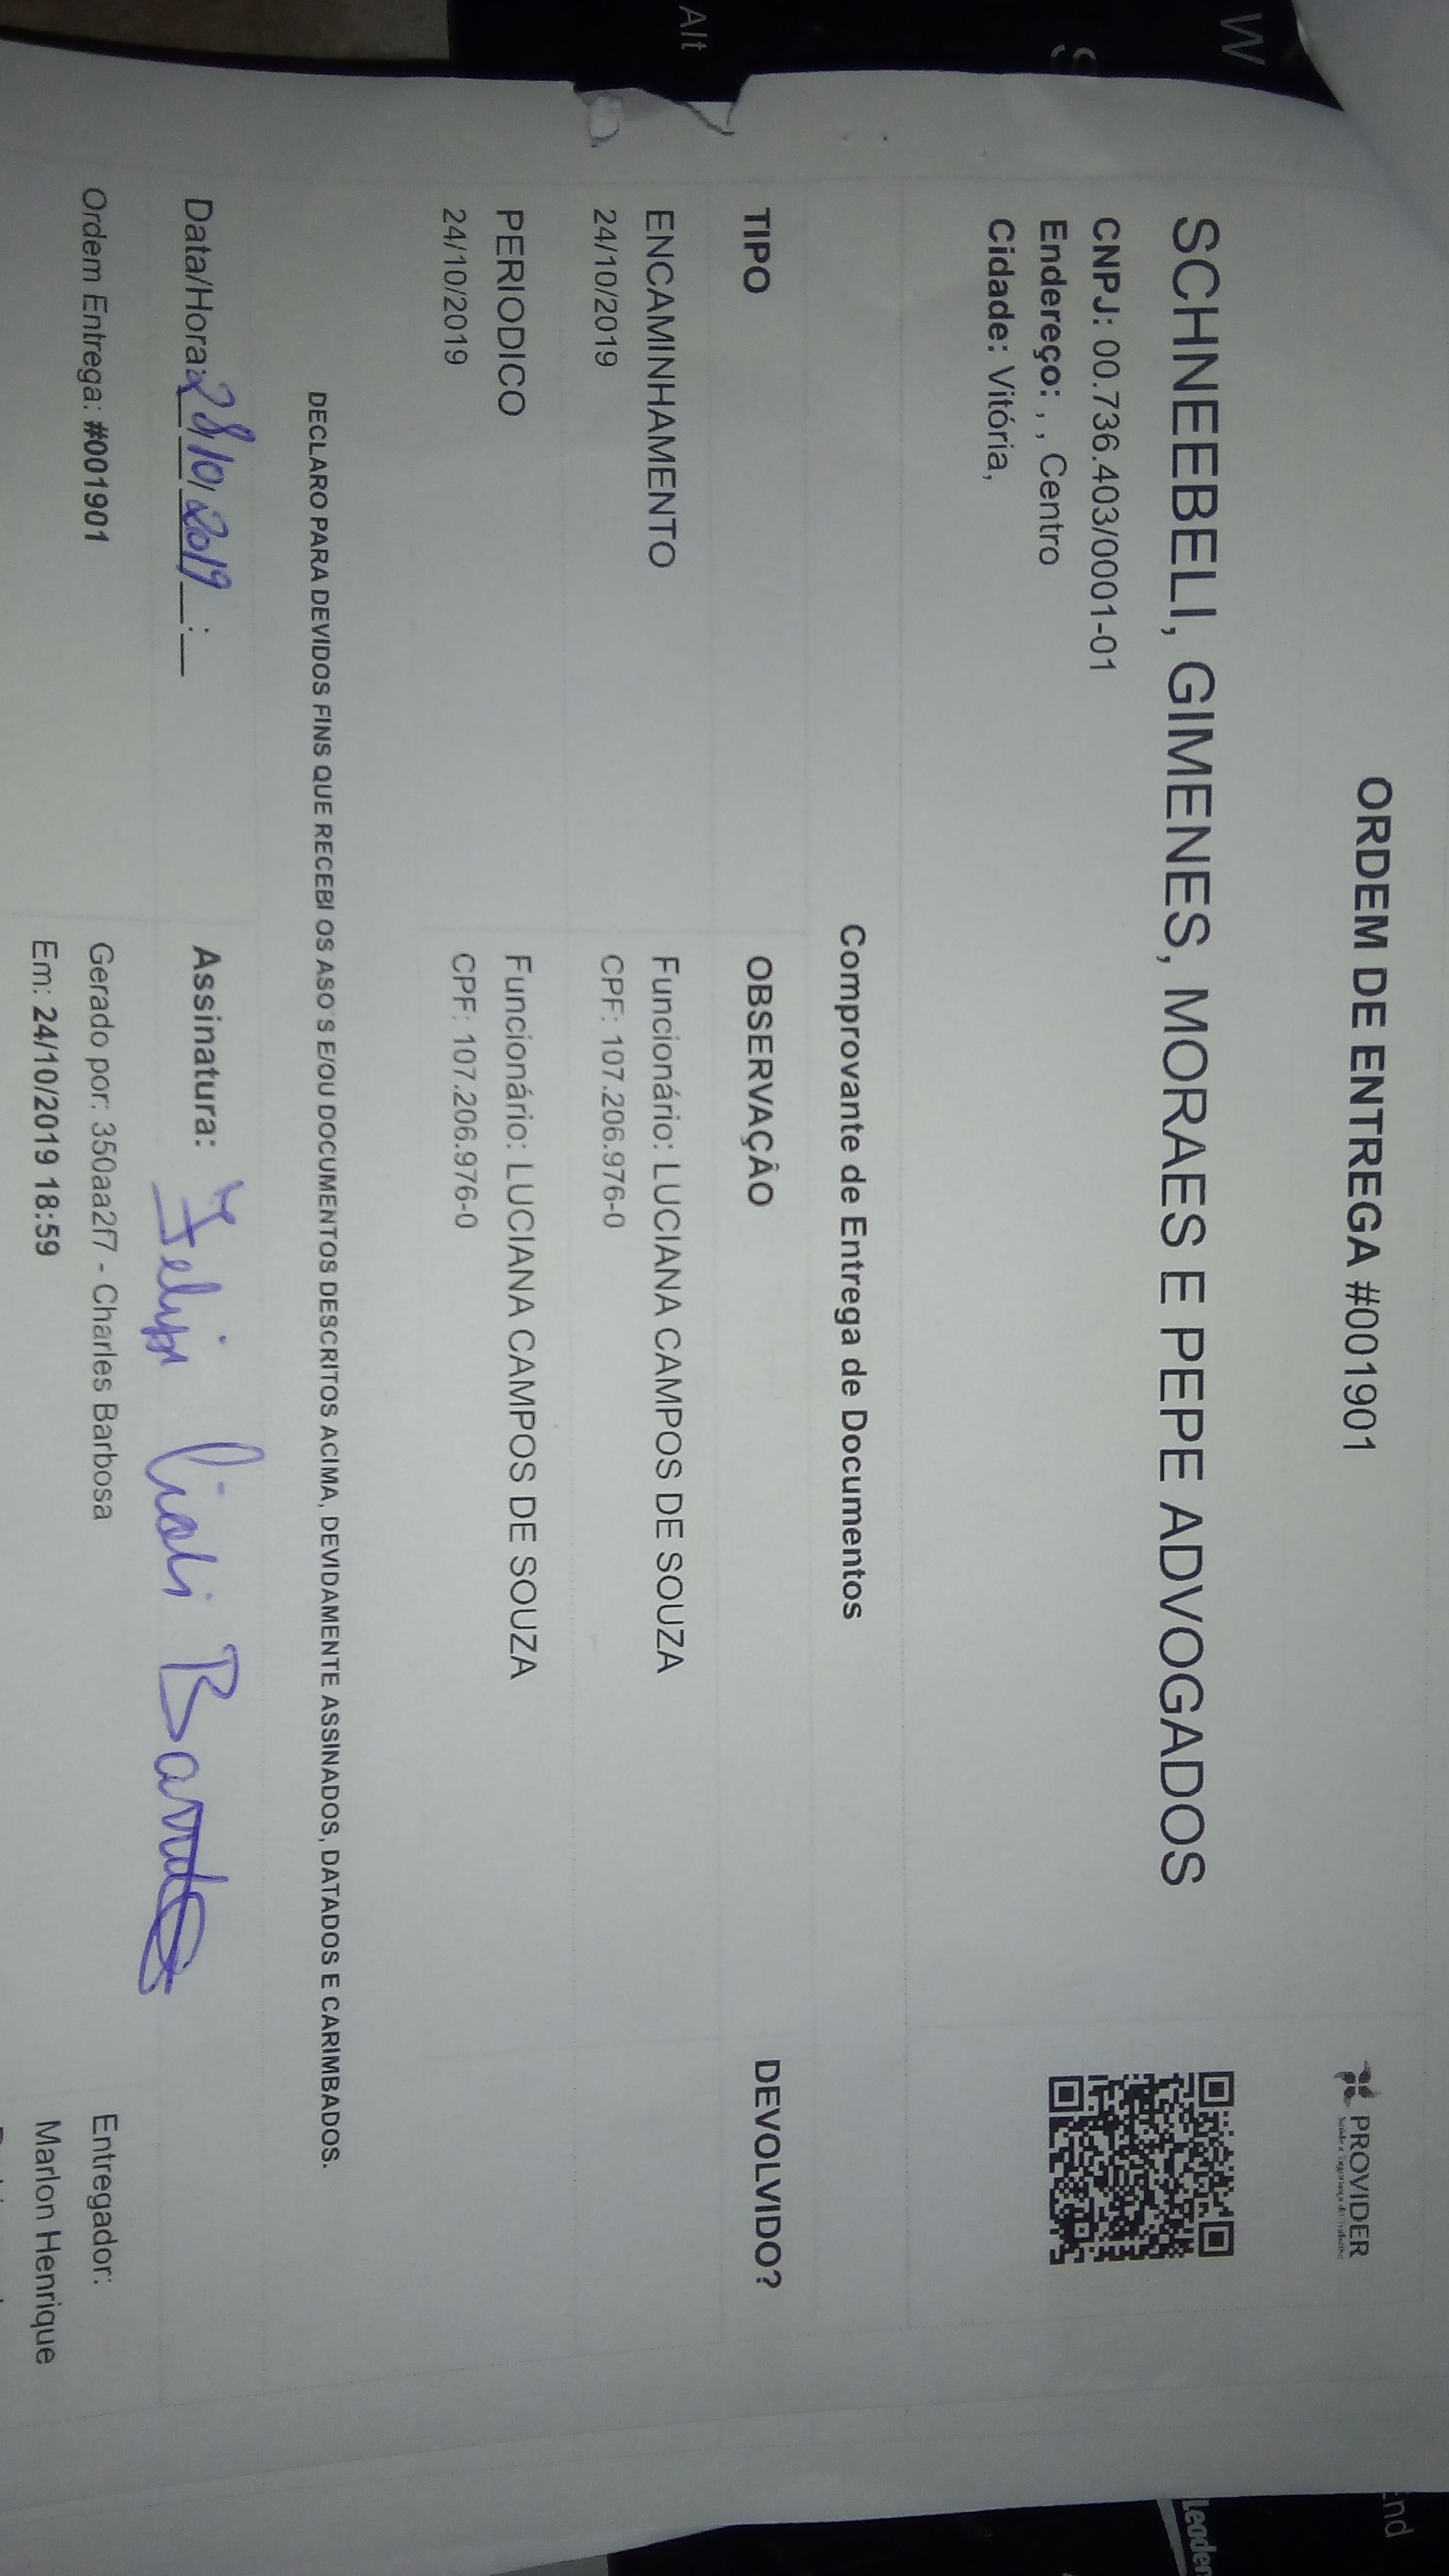 ORDEM DE ENTREGA #001901
PROVIDER
SCHNEEBELI, GIMENES, MORAES E PEPE ADVOGADOS
CNPJ: 00.736.403/0001-01
Endereço: , , Centro
Cidade: Vitória,
Comprovante de Entrega de Documentos
TIPO OBSERVAÇÃO DEVOLVIDO?
ENCAMINHAMENTO Funcionário: LUCIANA CAMPOS DE SOUZA
24/10/2019 CPF: 107.206.976-0
PERIODICO Funcionário: LUCIANA CAMPOS DE SOUZA
24/10/2019 CPF: 107.206.976-0
DECLARO PARA DEVIDOS FINS QUE RECEBI OS ASO'S E/OU DOCUMENTOS DESCRITOS ACIMA, DEVIDAMENTE ASSINADOS, DATADOS E CARIMBADOS.
Data/Hora: 28/10/2019 __:__ Assinatura: Felipe
Ordem Entrega: #001901 Gerado por: 350aa2f7 - Charles Barbosa Entregador:
Em: 24/10/2019 18:59 Marlon Henrique
W
S
Alt
End
Leader